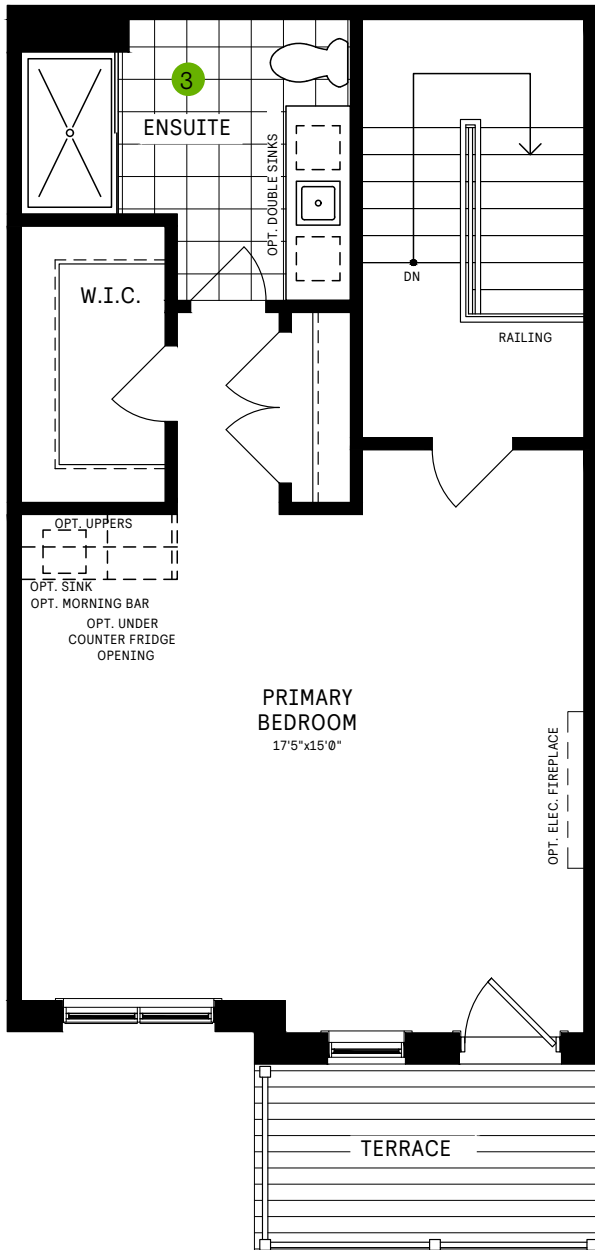 3
ENSUITE
OPT. DOUBLE SINKS
DN
W.I.C.
RAILING
OPT. UPPERS
OPT. SINK
OPT. MORNING BAR
OPT. UNDER
COUNTER FRIDGE
OPENING
PRIMARY
BEDROOM
17'5"x15'0"
OPT. ELEC. FIREPLACE
TERRACE